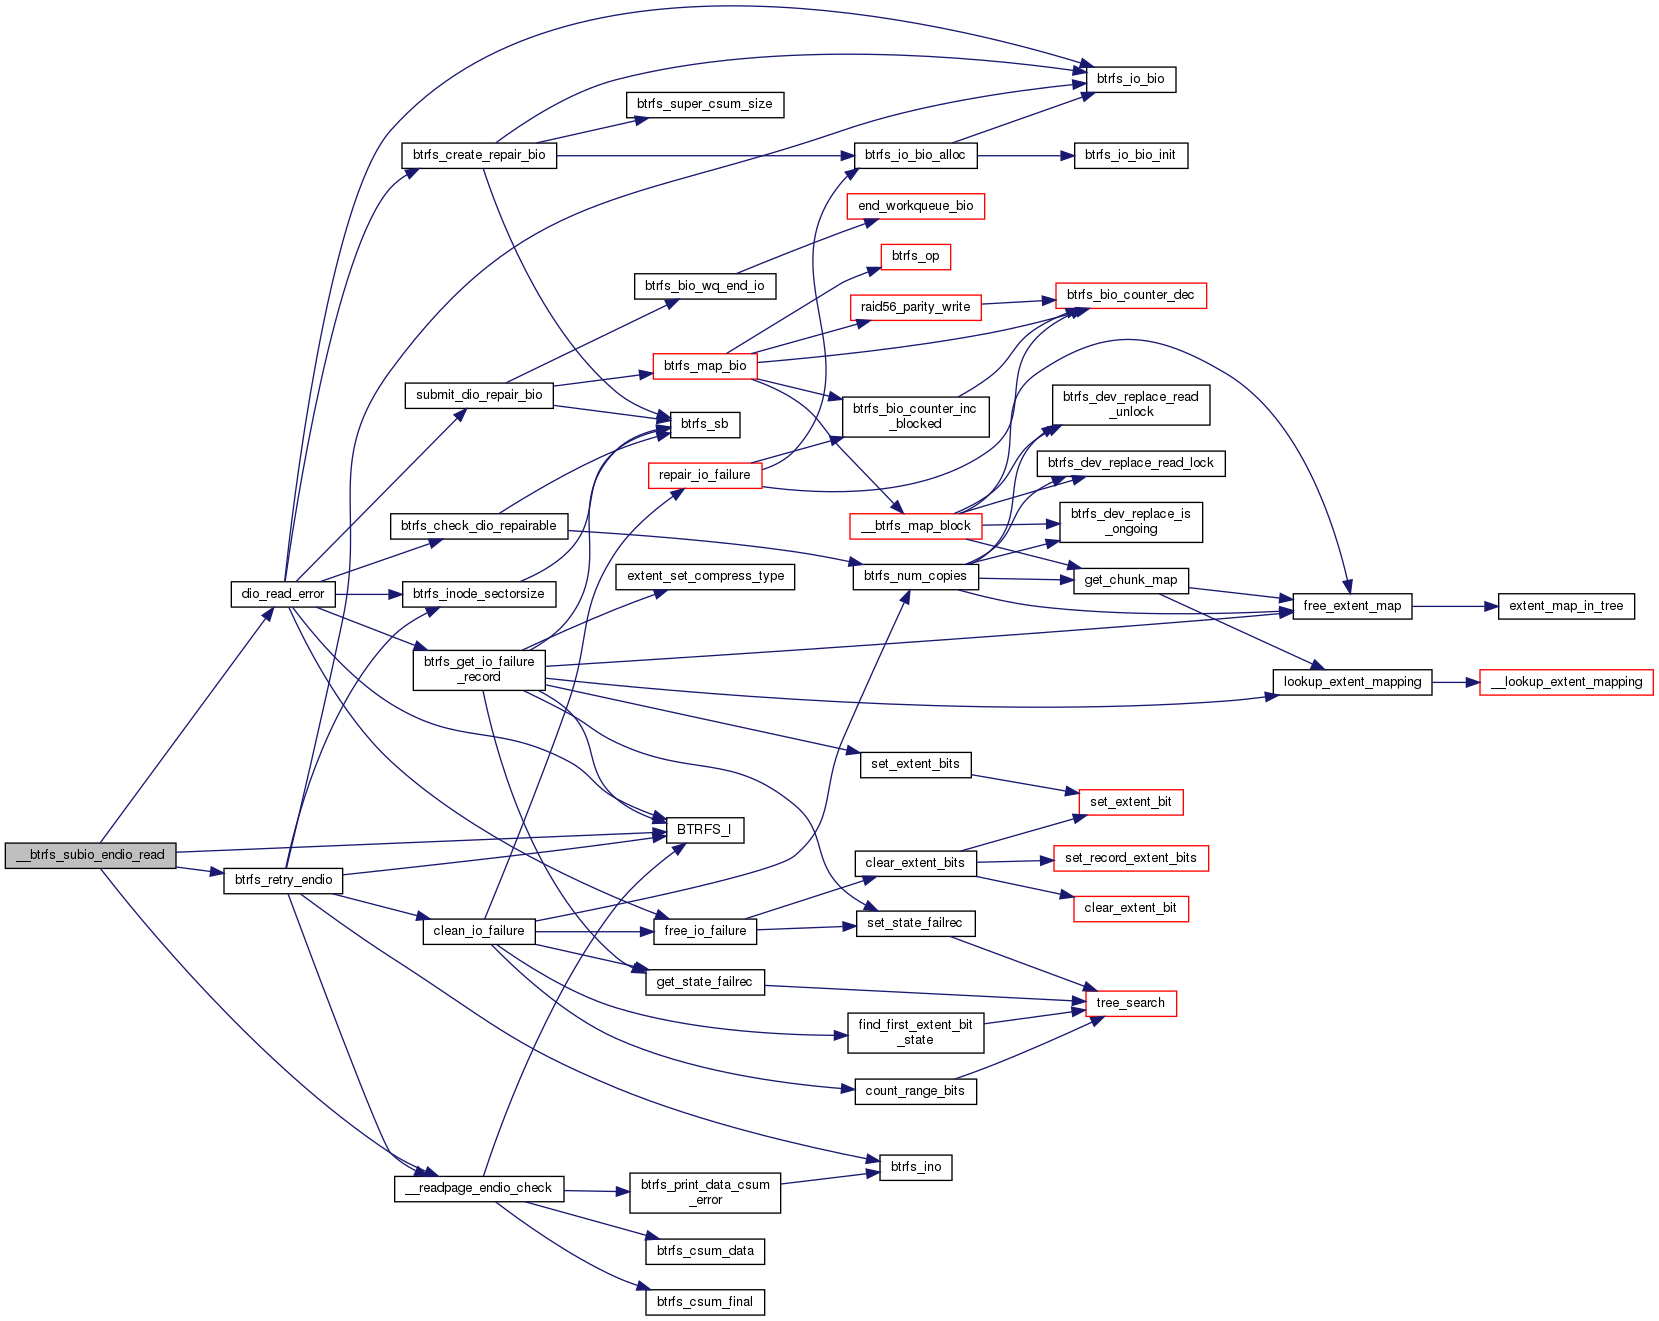 btrfs_io_bio
btrfs_super_csum_size
btrfs_create_repair_bio
btrfs_io_bio_alloc
btrfs_io_bio_init
end_workqueue_bio
btrfs_op
btrfs_bio_wq_end_io
btrfs_bio_counter_dec
raid56_parity_write
btrfs_map_bio
submit_dio_repair_bio
btrfs_dev_replace_read
_unlock
btrfs_bio_counter_inc
_blocked
btrfs_sb
btrfs_dev_replace_read_lock
repair_io_failure
btrfs_check_dio_repairable
__btrfs_map_block
btrfs_dev_replace_is
_ongoing
extent_set_compress_type
btrfs_num_copies
get_chunk_map
dio_read_error
btrfs_inode_sectorsize
free_extent_map
extent_map_in_tree
btrfs_get_io_failure
_record
lookup_extent_mapping
__lookup_extent_mapping
set_extent_bits
set_extent_bit
BTRFS_I
__btrfs_subio_endio_read
clear_extent_bits
set_record_extent_bits
btrfs_retry_endio
clear_extent_bit
clean_io_failure
free_io_failure
set_state_failrec
get_state_failrec
tree_search
find_first_extent_bit
_state
count_range_bits
btrfs_ino
__readpage_endio_check
btrfs_print_data_csum
_error
btrfs_csum_data
btrfs_csum_final